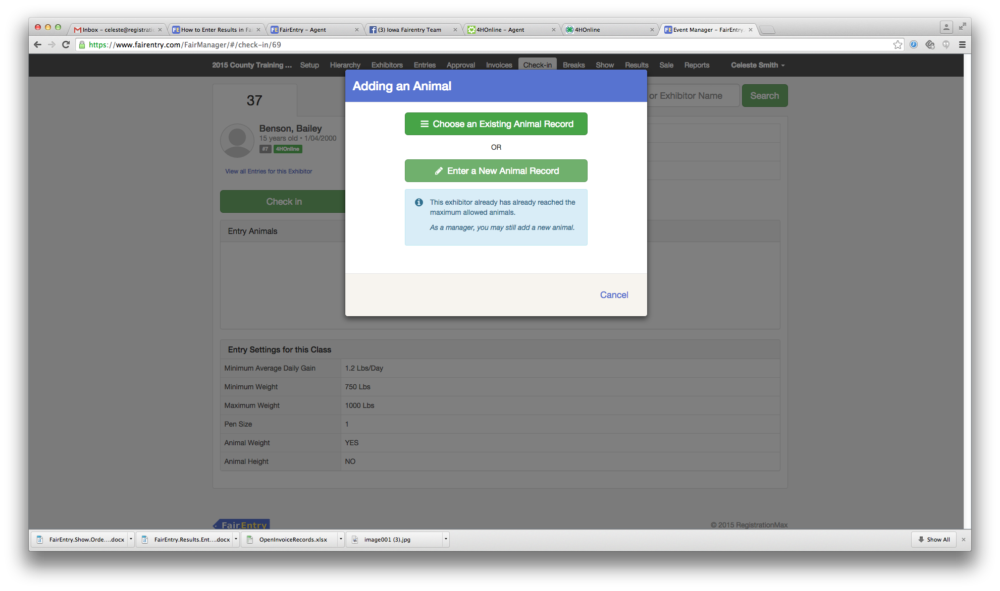 Inbox – celeste@registratio
How to Enter Results in Fai
FairEntry – Agent
(3) Iowa Fairentry Team
4HOnline – Agent
4HOnline
Event Manager – FairEntry.
https://www.fairentry.com/FairManager/#/check-in/69
2015 County Training ...
Setup
Hierarchy
Exhibitors
Entries
Approval
Invoices
Check-in
Breaks
Show
Results
Sale
Reports
Celeste Smith
Adding an Animal
37
or Exhibitor Name
Search
Choose an Existing Animal Record
Benson, Bailey
15 years old • 1/04/2000
#7
4HOnline
OR
View all Entries for this Exhibitor
Enter a New Animal Record
Check in
This exhibitor already has already reached the
maximum allowed animals.
As a manager, you may still add a new animal.
Entry Animals
Cancel
Entry Settings for this Class
Minimum Average Daily Gain
1.2 Lbs/Day
Minimum Weight
750 Lbs
Maximum Weight
1000 Lbs
Pen Size
1
Animal Weight
YES
Animal Height
NO
FairEntry
© 2015 RegistrationMax
FairEntry.Show.Orde....docx
FairEntry.Results.Ent....docx
OpenInvoiceRecords.xlsx
image001 (3).jpg
Show All